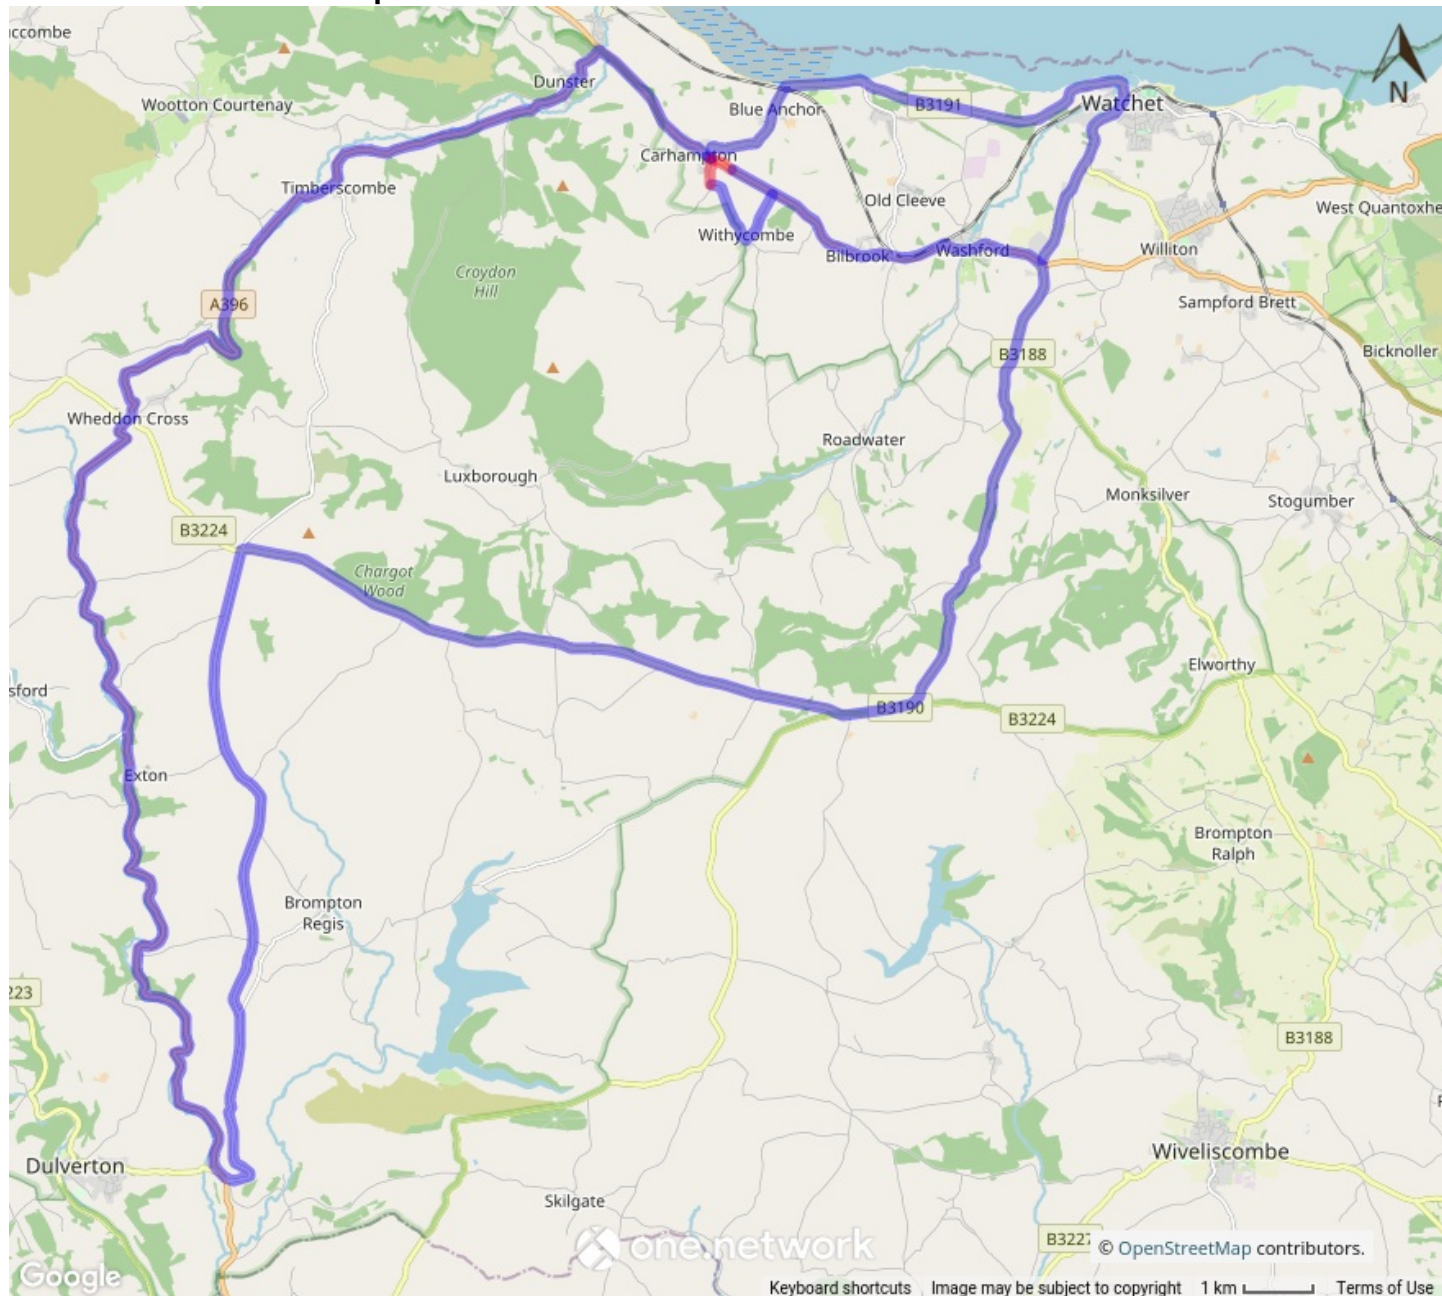 ccombe
Wootton Courtenay
Dunster
Blue Anchor
B3191
Watchet
N
Carhampton
Timberscombe
Old Cleeve
West Quantoxhe
Withycombe
Bilbrook
Washford
Williton
Croydon
Hill
A396
Sampford Brett
B3188
Bicknoller
Wheddon Cross
Roadwater
Luxborough
Monksilver
Stogumber
B3224
Chargot
Wood
Elworthy
sford
B3190
B3224
Exton
Brompton
Ralph
Brompton
Regis
223
B3188
Dulverton
Wiveliscombe
Skilgate
one.network
B3227
© OpenStreetMap contributors.
Google
Keyboard shortcuts Image may be subject to copyright 1 km Terms of Use